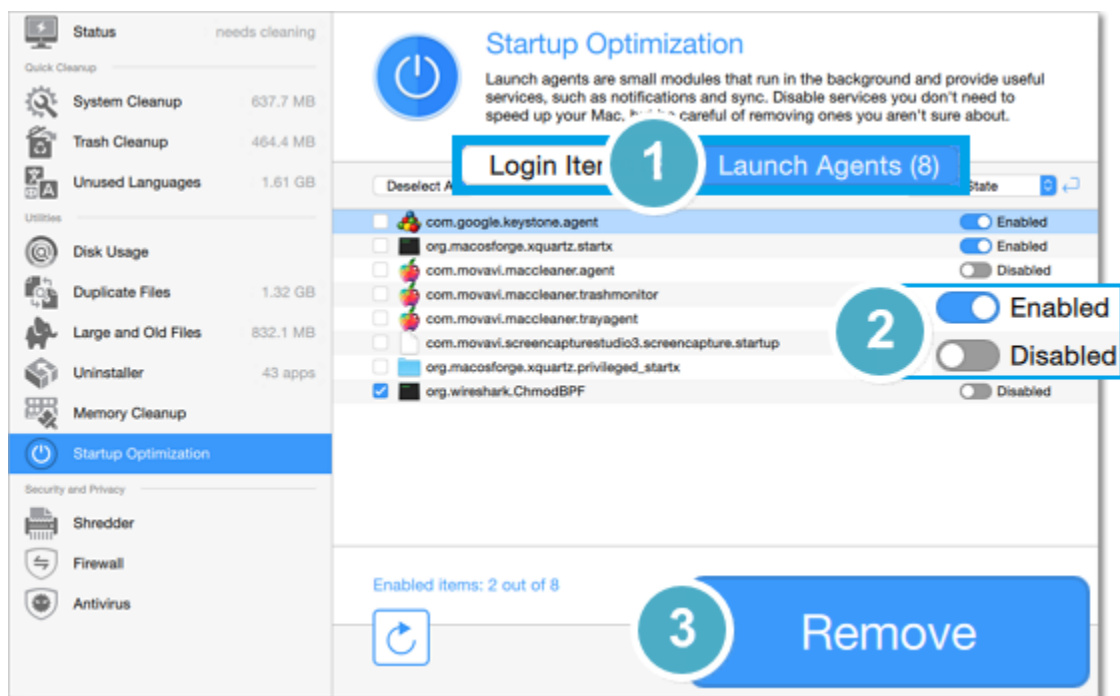 Status needs cleaning
Quick Cleanup
System Cleanup 637.7 MB
Trash Cleanup 464.4 MB
Unused Languages 1.61 GB
Utilities
Disk Usage
Duplicate Files 1.32 GB
Large and Old Files 832.1 MB
Uninstaller 43 apps
Memory Cleanup
Startup Optimization
Security and Privacy
Shredder
Firewall
Antivirus
Startup Optimization
Launch agents are small modules that run in the background and provide useful
services, such as notifications and sync. Disable services you don't need to
speed up your Mac, careful of removing ones you aren't sure about.
Login 1 Launch Agents (8)
Deselect State
com.google.keystone.agent Enabled
org.macosforge.xquartz.startx Enabled
com.movavi.maccleaner.agent Disabled
com.movavi.maccleaner.trashmonitor
com.movavi.maccleaner.trayagent
com.movavi.screencapturestudio3.screencapture.startup
org.macosforge.xquartz.privileged_startx
org.wireshark.ChmodBPF Disabled
2 Enabled
Disabled
Enabled items: 2 out of 8
3 Remove